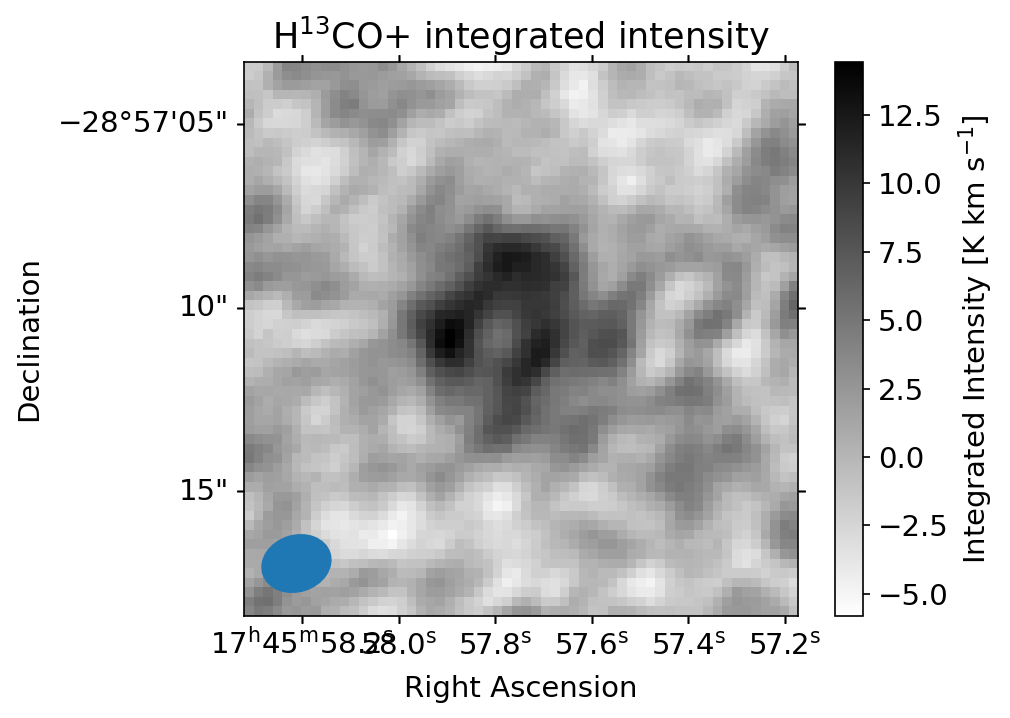 H¹³CO+ integrated intensity
−28°57'05"
10"
15"
Declination
17ʰ45ᵐ58.2ˢ
58.0ˢ
57.8ˢ
57.6ˢ
57.4ˢ
57.2ˢ
Right Ascension
12.5
10.0
7.5
5.0
2.5
0.0
−2.5
−5.0
Integrated Intensity [K km s⁻¹]